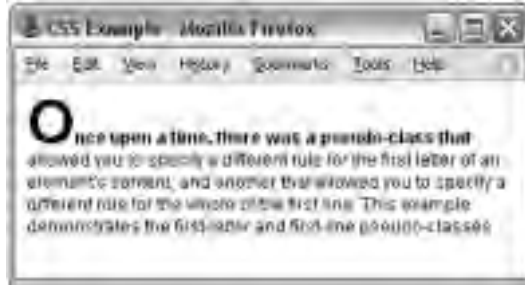 CSS Example - Mozilla Firefox
File Edit View History Bookmarks Tools Help
Once upon a time, there was a pseudo-class that
allowed you to specify a different rule for the first letter of an
element's content, and another that allowed you to specify a
different rule for the whole of the first line. This example
demonstrates the first-letter and first-line pseudo-classes